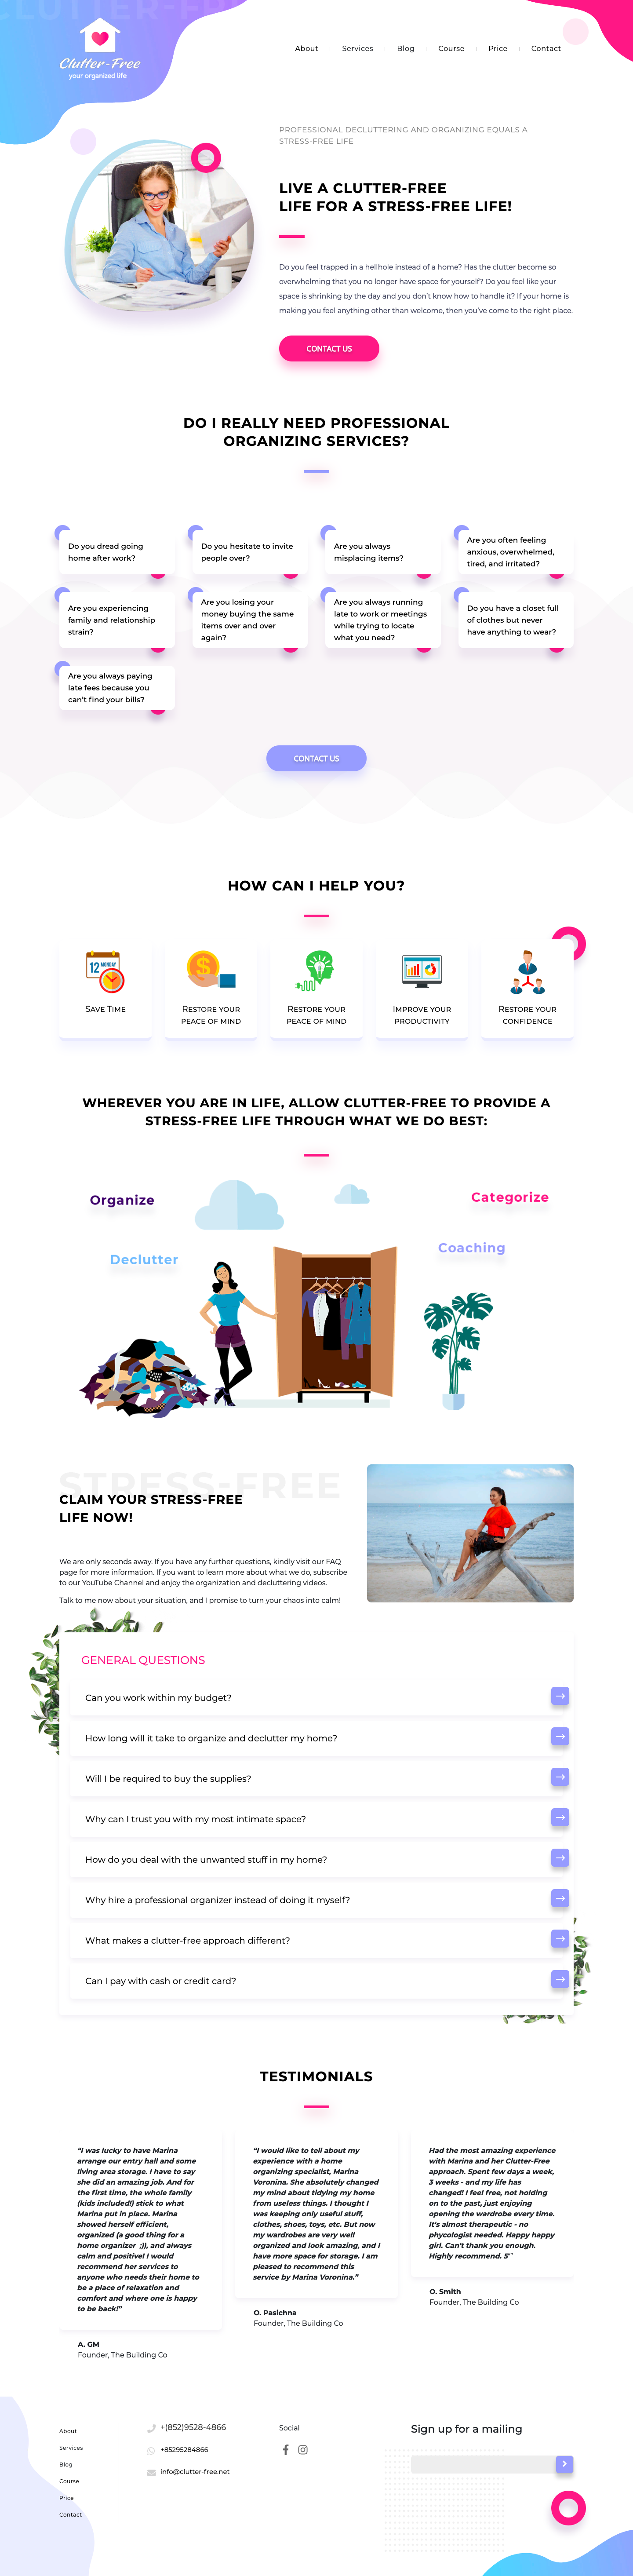 CLUTTER-FR
Clutter-Free
your organized life
About
Services
Blog
Course
Price
Contact
PROFESSIONAL DECLUTTERING AND ORGANIZING EQUALS A
STRESS-FREE LIFE
LIVE A CLUTTER-FREE
LIFE FOR A STRESS-FREE LIFE!
Do you feel trapped in a hellhole instead of a home? Has the clutter become so
overwhelming that you no longer have space for yourself? Do you feel like your
space is shrinking by the day and you don't know how to handle it? If your home is
making you feel anything other than welcome, then you've come to the right place.
CONTACT US
DO I REALLY NEED PROFESSIONAL
ORGANIZING SERVICES?
Do you dread going
home after work?
Do you hesitate to invite
people over?
Are you always
misplacing items?
Are you often feeling
anxious, overwhelmed,
tired, and irritated?
Are you experiencing
family and relationship
strain?
Are you losing your
money buying the same
items over and over
again?
Are you always running
late to work or meetings
while trying to locate
what you need?
Do you have a closet full
of clothes but never
have anything to wear?
Are you always paying
late fees because you
can't find your bills?
CONTACT US
HOW CAN I HELP YOU?
12 MONDAY
Save Time
Restore your
peace of mind
Restore your
peace of mind
Improve your
productivity
Restore your
confidence
WHEREVER YOU ARE IN LIFE, ALLOW CLUTTER-FREE TO PROVIDE A
STRESS-FREE LIFE THROUGH WHAT WE DO BEST:
Organize
Categorize
Declutter
Coaching
STRESS-FREE
CLAIM YOUR STRESS-FREE
LIFE NOW!
We are only seconds away. If you have any further questions, kindly visit our FAQ
page for more information. If you want to learn more about what we do, subscribe
to our YouTube Channel and enjoy the organization and decluttering videos.
Talk to me now about your situation, and I promise to turn your chaos into calm!
GENERAL QUESTIONS
Can you work within my budget?
How long will it take to organize and declutter my home?
Will I be required to buy the supplies?
Why can I trust you with my most intimate space?
How do you deal with the unwanted stuff in my home?
Why hire a professional organizer instead of doing it myself?
What makes a clutter-free approach different?
Can I pay with cash or credit card?
TESTIMONIALS
"I was lucky to have Marina
arrange our entry hall and some
living area storage. I have to say
she did an amazing job. And for
the first time, the whole family
(kids included!) stick to what
Marina put in place. Marina
showed herself efficient,
organized (a good thing for a
home organizer ;)), and always
calm and positive! I would
recommend her services to
anyone who needs their home to
be a place of relaxation and
comfort and where one is happy
to be back!"
A. GM
Founder, The Building Co
"I would like to tell about my
experience with a home
organizing specialist, Marina
Voronina. She absolutely changed
my mind about tidying my home
from useless things. I thought I
was keeping only useful stuff,
clothes, shoes, toys, etc. But now
my wardrobes are very well
organized and look amazing, and I
have more space for storage. I am
pleased to recommend this
service by Marina Voronina."
O. Pasichna
Founder, The Building Co
Had the most amazing experience
with Marina and her Clutter-Free
approach. Spent few days a week,
3 weeks - and my life has
changed! I feel free, not holding
on to the past, just enjoying
opening the wardrobe every time.
It's almost therapeutic - no
phycologist needed. Happy happy
girl. Can't thank you enough.
Highly recommend. 5*
O. Smith
Founder, The Building Co
About
Services
Blog
Course
Price
Contact
+(852)9528-4866
+85295284866
info@clutter-free.net
Social
Sign up for a mailing